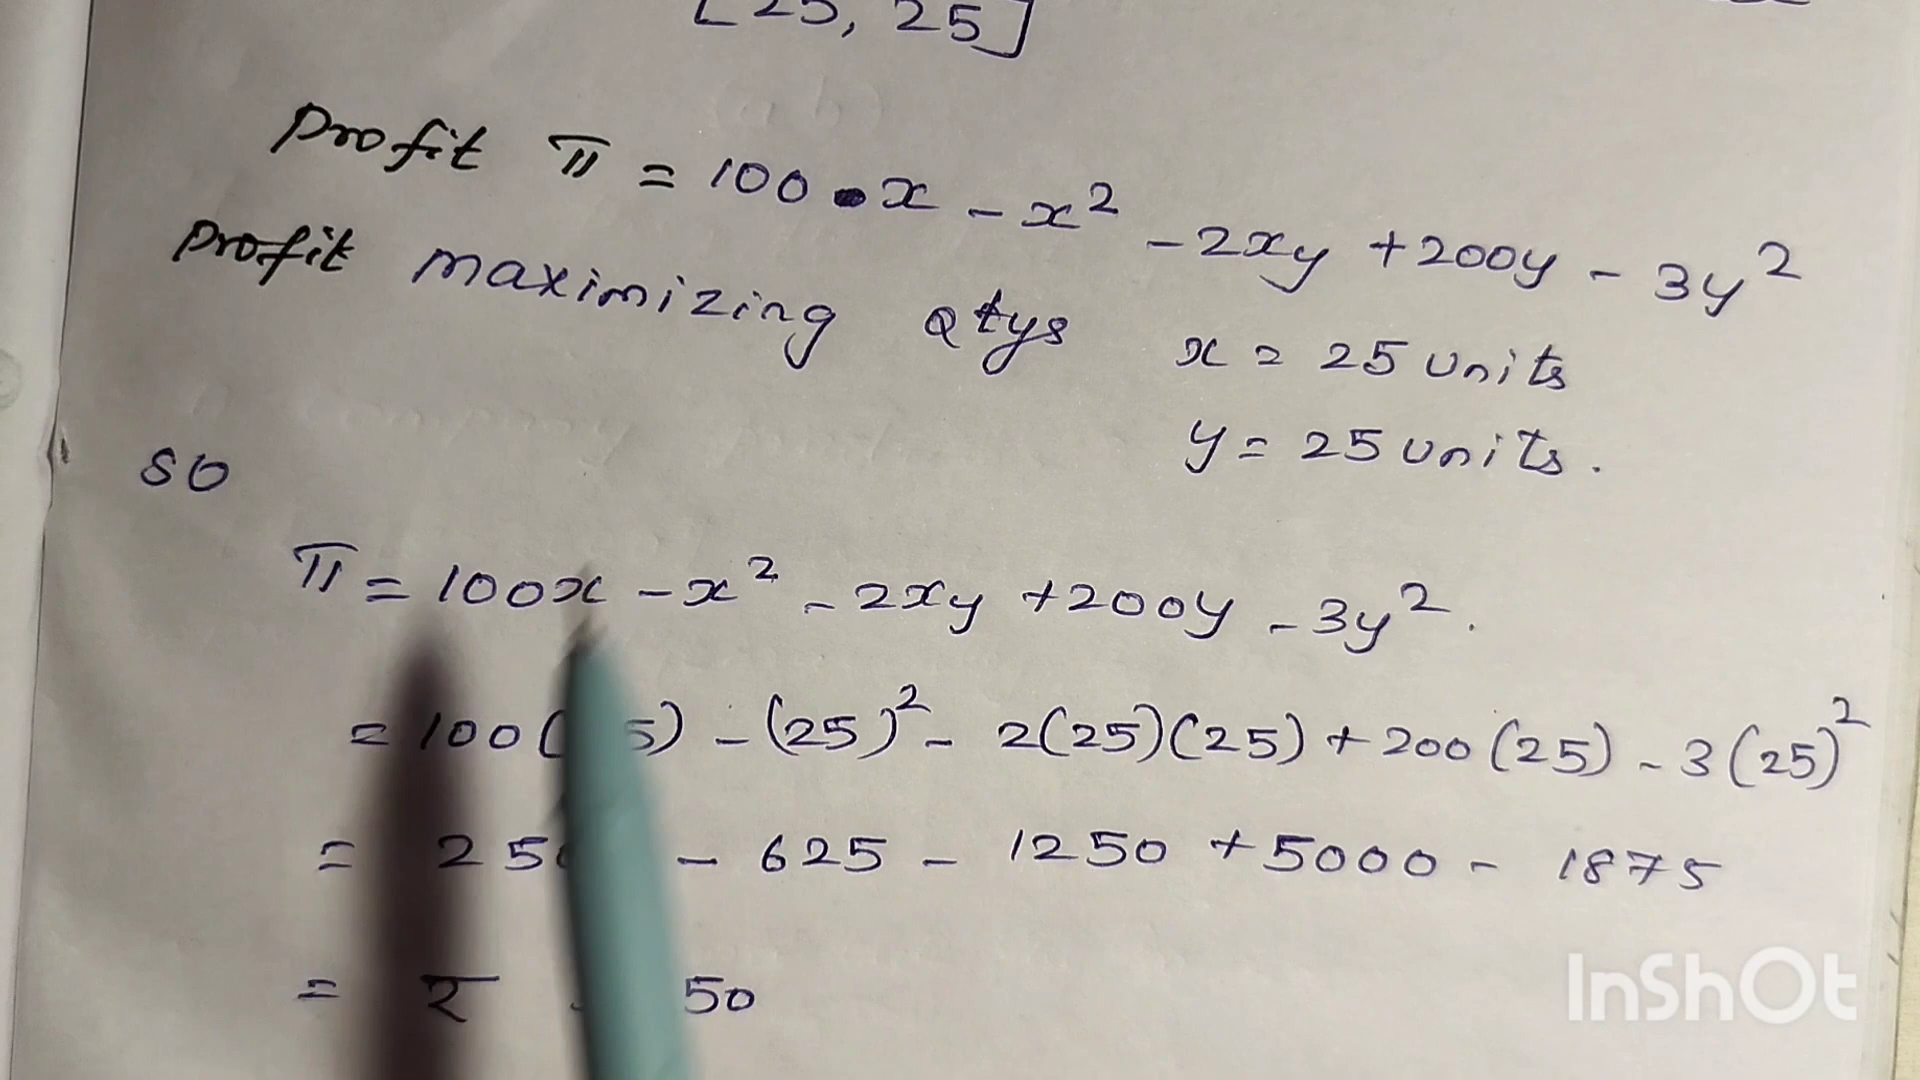 [25, 25]
Profit π = 100 x - x² - 2xy + 200y - 3y²
Profit maximizing Qtys x = 25 units
y = 25 units.
so
π = 100x - x² - 2xy + 200y - 3y².
= 100( 5) - (25)² - 2(25)(25) + 200(25) - 3(25)²
= 25 - 625 - 1250 + 5000 - 1875
= ₹ 50
InShOt